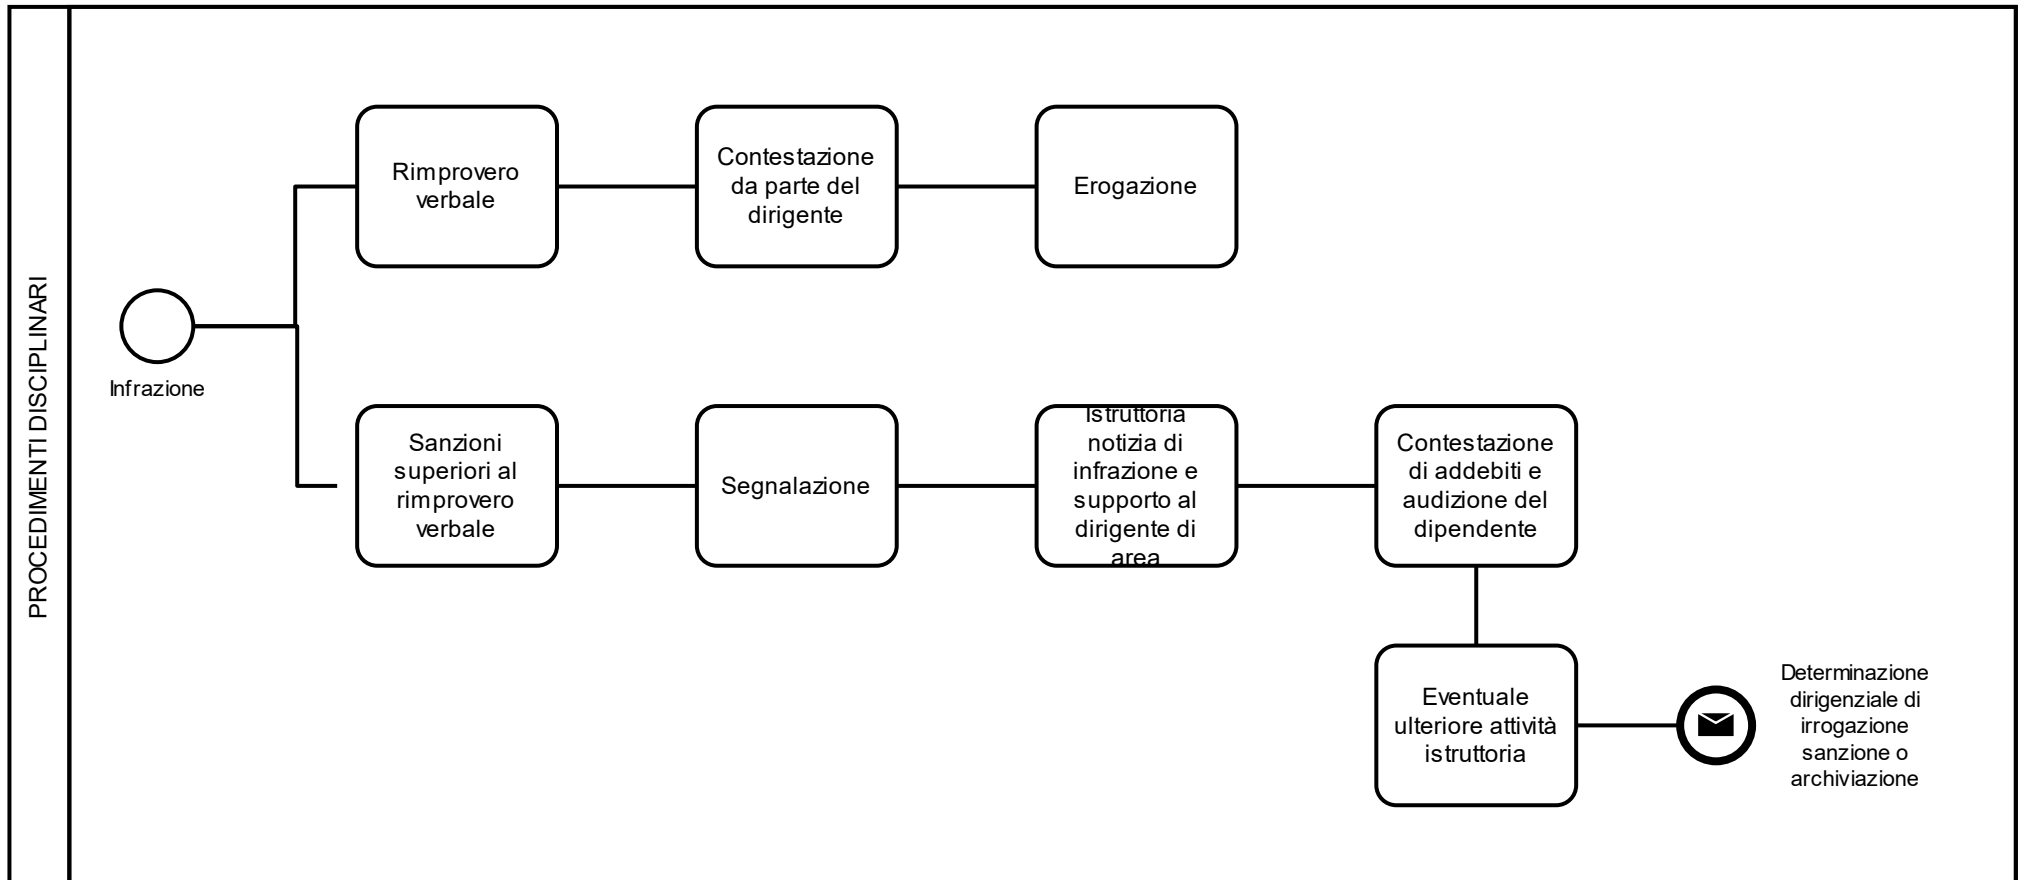 PROCEDIMENTI DISCIPLINARI
Infrazione
Rimprovero
verbale
Contestazione
da parte del
dirigente
Erogazione
Sanzioni
superiori al
rimprovero
verbale
Segnalazione
Istruttoria
notizia di
infrazione e
supporto al
dirigente di
area
Contestazione
di addebiti e
audizione del
dipendente
Eventuale
ulteriore attività
istruttoria
Determinazione
dirigenziale di
irrogazione
sanzione o
archiviazione